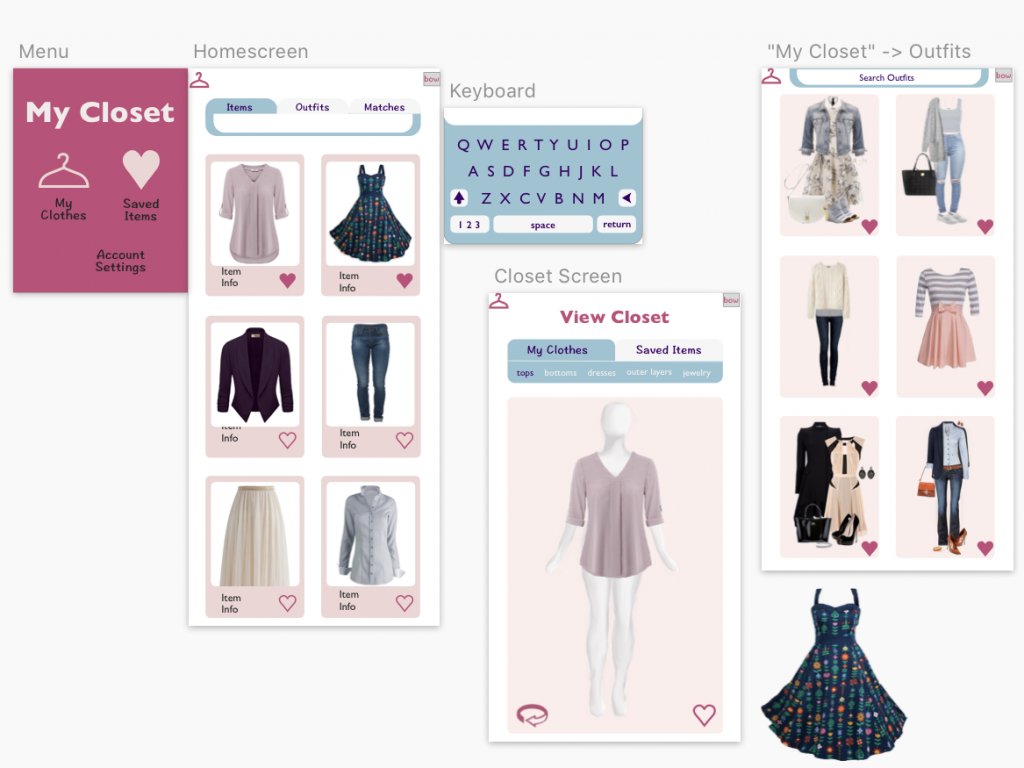 Menu
My Closet
My
Clothes
Saved
Items
Account
Settings
Homescreen
bow
Items Outfits Matches
Item
Info
Item
Info
Item
Info
Item
Info
Item
Info
Item
Info
Keyboard
Q W E R T Y U I O P
A S D F G H J K L
Z X C V B N M
1 2 3 space return
Closet Screen
bow
View Closet
My Clothes Saved Items
tops bottoms dresses outer layers jewelry
"My Closet" -> Outfits
bow
Search Outfits